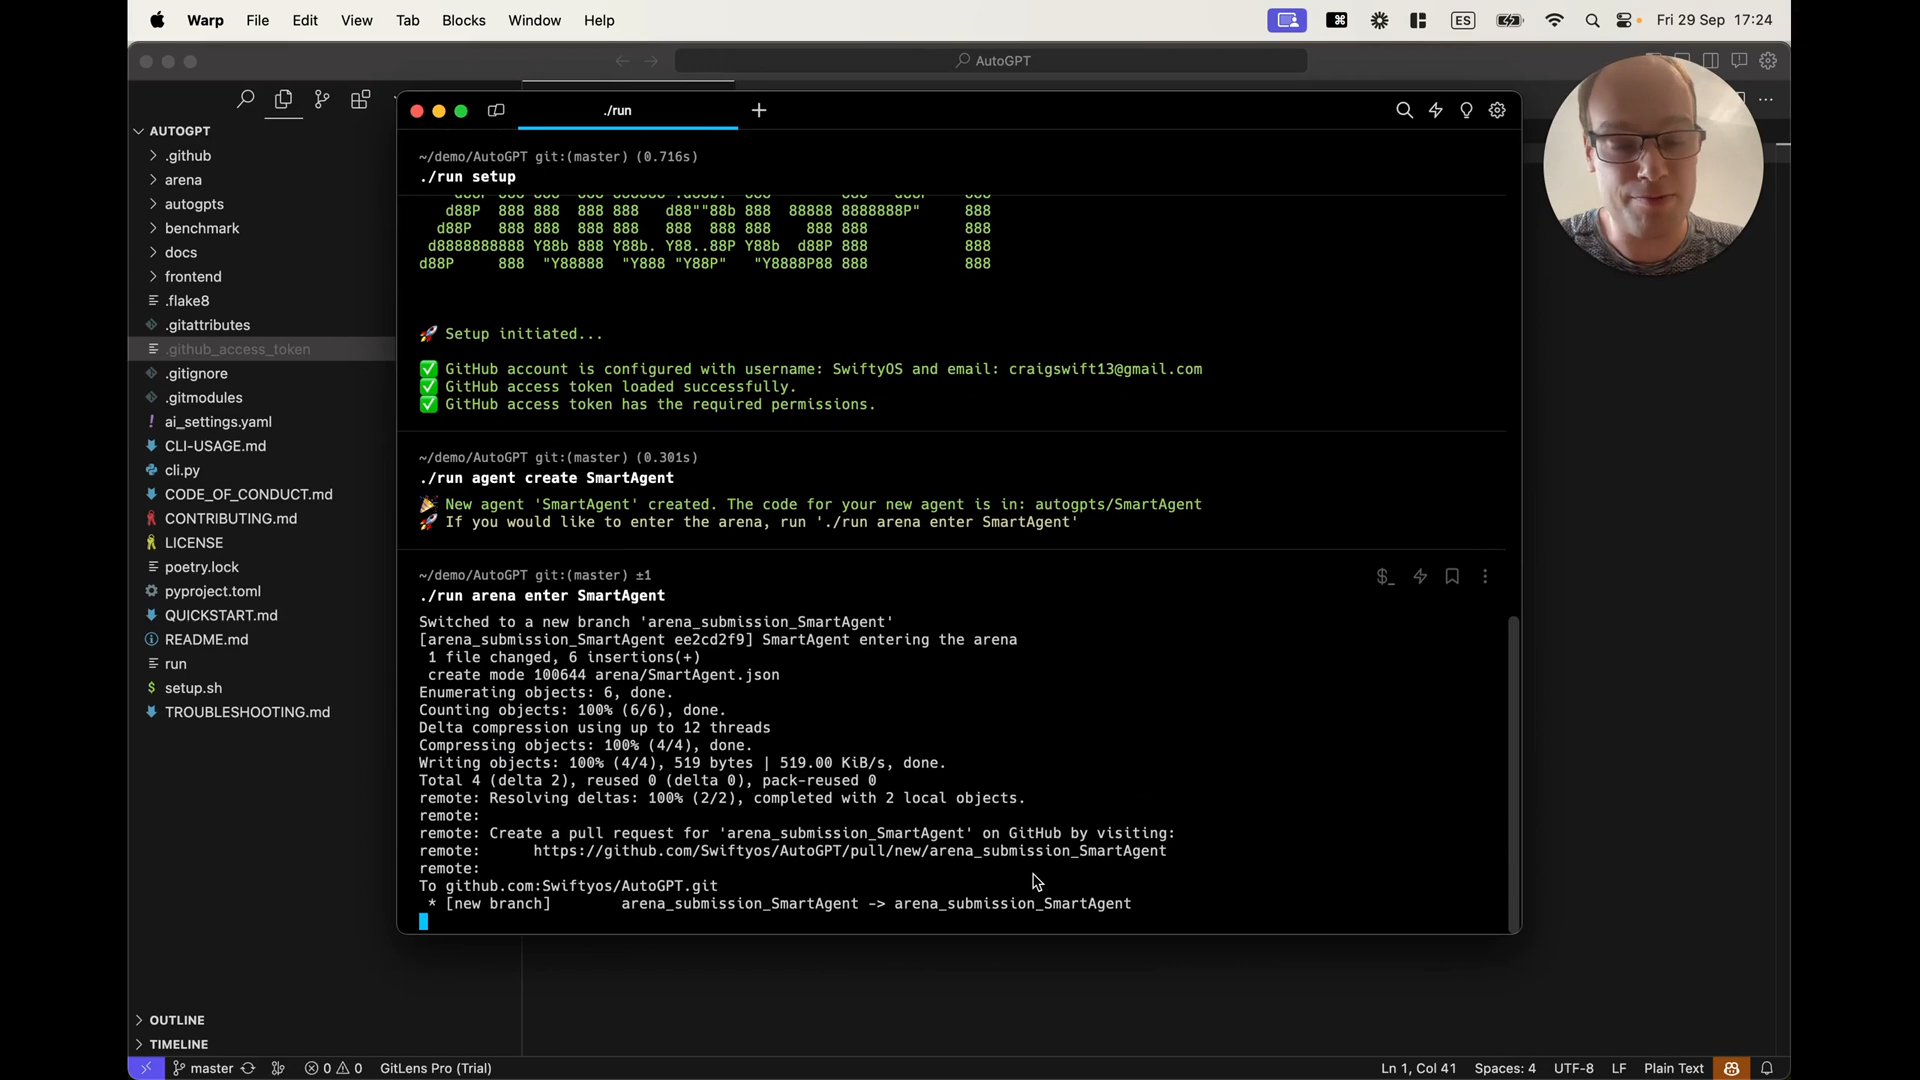 Warp File Edit View Tab Blocks Window Help
ES Fri 29 Sep 17:24
AutoGPT
AUTOGPT
.github
arena
autogpts
benchmark
docs
frontend
.flake8
.gitattributes
.github_access_token
.gitignore
.gitmodules
! ai_settings.yaml
CLI-USAGE.md
cli.py
CODE_OF_CONDUCT.md
CONTRIBUTING.md
LICENSE
poetry.lock
pyproject.toml
QUICKSTART.md
README.md
run
$ setup.sh
TROUBLESHOOTING.md
OUTLINE
TIMELINE
./run
~/demo/AutoGPT git:(master) (0.716s)
./run setup
d88P 888 888 888 888 d88""88b 888 88888 8888888P" 888
d88P 888 888 888 888 888 888 888 888 888 888
d8888888888 Y88b 888 Y88b. Y88..88P Y88b d88P 888 888
d88P 888 "Y88888 "Y888 "Y88P" "Y8888P88 888 888
🚀 Setup initiated...
✅ GitHub account is configured with username: SwiftyOS and email: craigswift13@gmail.com
✅ GitHub access token loaded successfully.
✅ GitHub access token has the required permissions.
~/demo/AutoGPT git:(master) (0.301s)
./run agent create SmartAgent
🎉 New agent 'SmartAgent' created. The code for your new agent is in: autogpts/SmartAgent
🚀 If you would like to enter the arena, run './run arena enter SmartAgent'
~/demo/AutoGPT git:(master) ±1
./run arena enter SmartAgent
Switched to a new branch 'arena_submission_SmartAgent'
[arena_submission_SmartAgent ee2cd2f9] SmartAgent entering the arena
1 file changed, 6 insertions(+)
create mode 100644 arena/SmartAgent.json
Enumerating objects: 6, done.
Counting objects: 100% (6/6), done.
Delta compression using up to 12 threads
Compressing objects: 100% (4/4), done.
Writing objects: 100% (4/4), 519 bytes | 519.00 KiB/s, done.
Total 4 (delta 2), reused 0 (delta 0), pack-reused 0
remote: Resolving deltas: 100% (2/2), completed with 2 local objects.
remote:
remote: Create a pull request for 'arena_submission_SmartAgent' on GitHub by visiting:
remote: https://github.com/Swiftyos/AutoGPT/pull/new/arena_submission_SmartAgent
remote:
To github.com:Swiftyos/AutoGPT.git
* [new branch] arena_submission_SmartAgent -> arena_submission_SmartAgent
master 0 0 GitLens Pro (Trial) Ln 1, Col 41 Spaces: 4 UTF-8 LF Plain Text